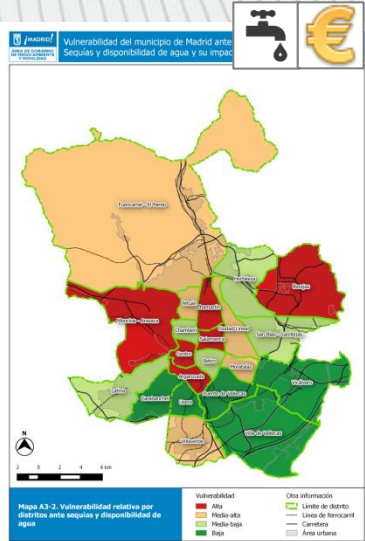 MADRID
ÁREA DE GOBIERNO
DE MEDIO AMBIENTE
Y MOVILIDAD
Vulnerabilidad del municipio de Madrid ante
Sequías y disponibilidad de agua y su impac
Fuencarral - El Pardo
Hortaleza
Barajas
Tetuán
Chamartín
Moncloa - Aravaca
Ciudad Lineal
Chamberí
San Blas - Canillejas
Salamanca
Centro
Retiro
Moratalaz
Vicálvaro
Arganzuela
Latina
Puente de Vallecas
Carabanchel
Usera
Villa de Vallecas
Villaverde
N
2 0 2 4 6 km
Mapa A3-2. Vulnerabilidad relativa por
distritos ante sequías y disponibilidad de
agua
Vulnerabilidad
Alta
Media-alta
Media-baja
Baja
Otra información
Límite de distrito
Línea de ferrocarril
Carretera
Área urbana